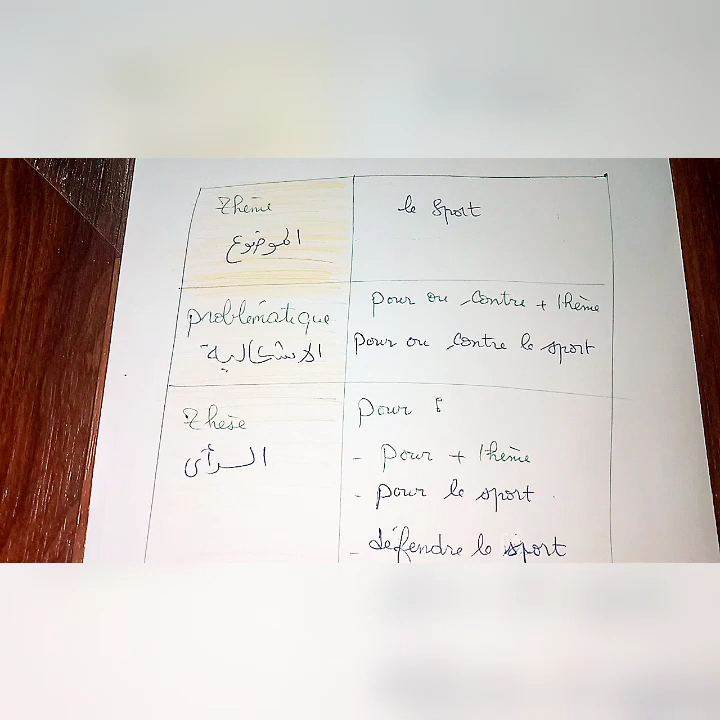 Thème
الموضوع
le sport
problématique
الاشكالية
pour ou contre + thème
pour ou contre le sport
Thèse
الرأي
pour :
- pour + thème
- pour le sport.
- défendre le sport